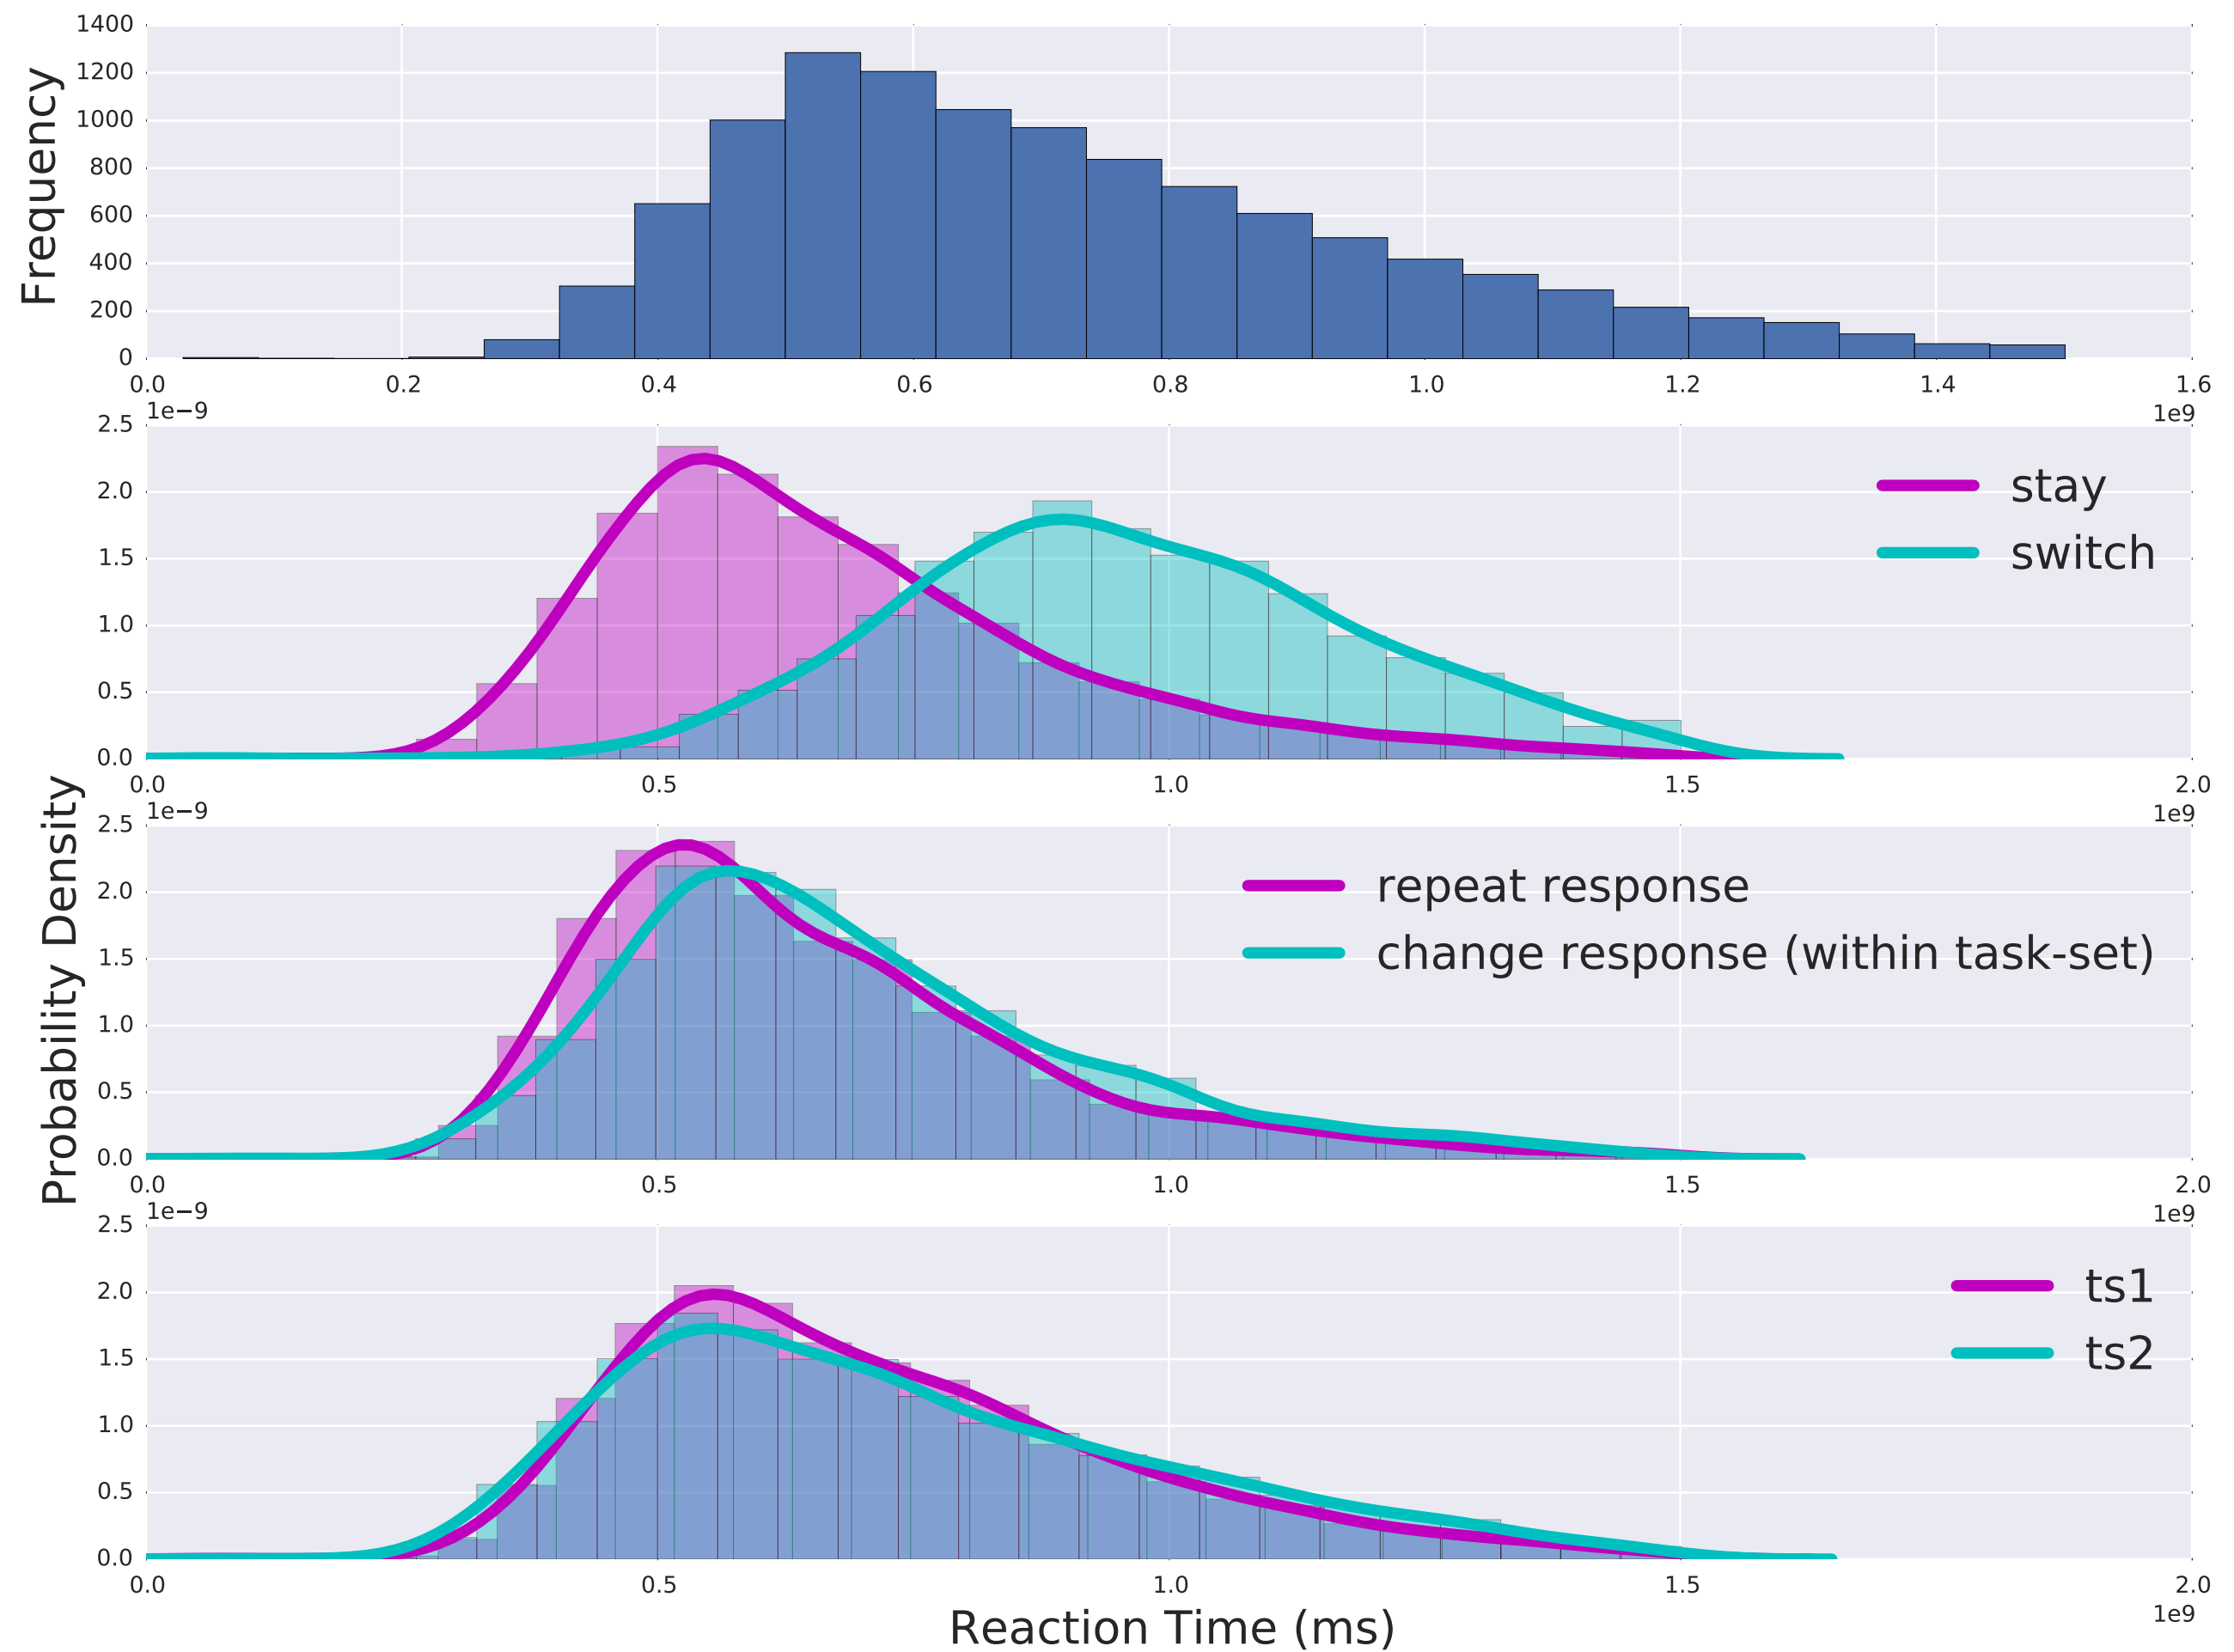 Frequency
1400
1200
1000
800
600
400
200
0
0.0 0.2 0.4 0.6 0.8 1.0 1.2 1.4 1.6
1e9
1e−9
Probability Density
2.5
2.0
1.5
1.0
0.5
0.0
stay
switch
0.0 0.5 1.0 1.5 2.0
1e9
1e−9
2.5
2.0
1.5
1.0
0.5
0.0
repeat response
change response (within task-set)
0.0 0.5 1.0 1.5 2.0
1e9
1e−9
2.5
2.0
1.5
1.0
0.5
0.0
ts1
ts2
0.0 0.5 1.0 1.5 2.0
1e9
Reaction Time (ms)